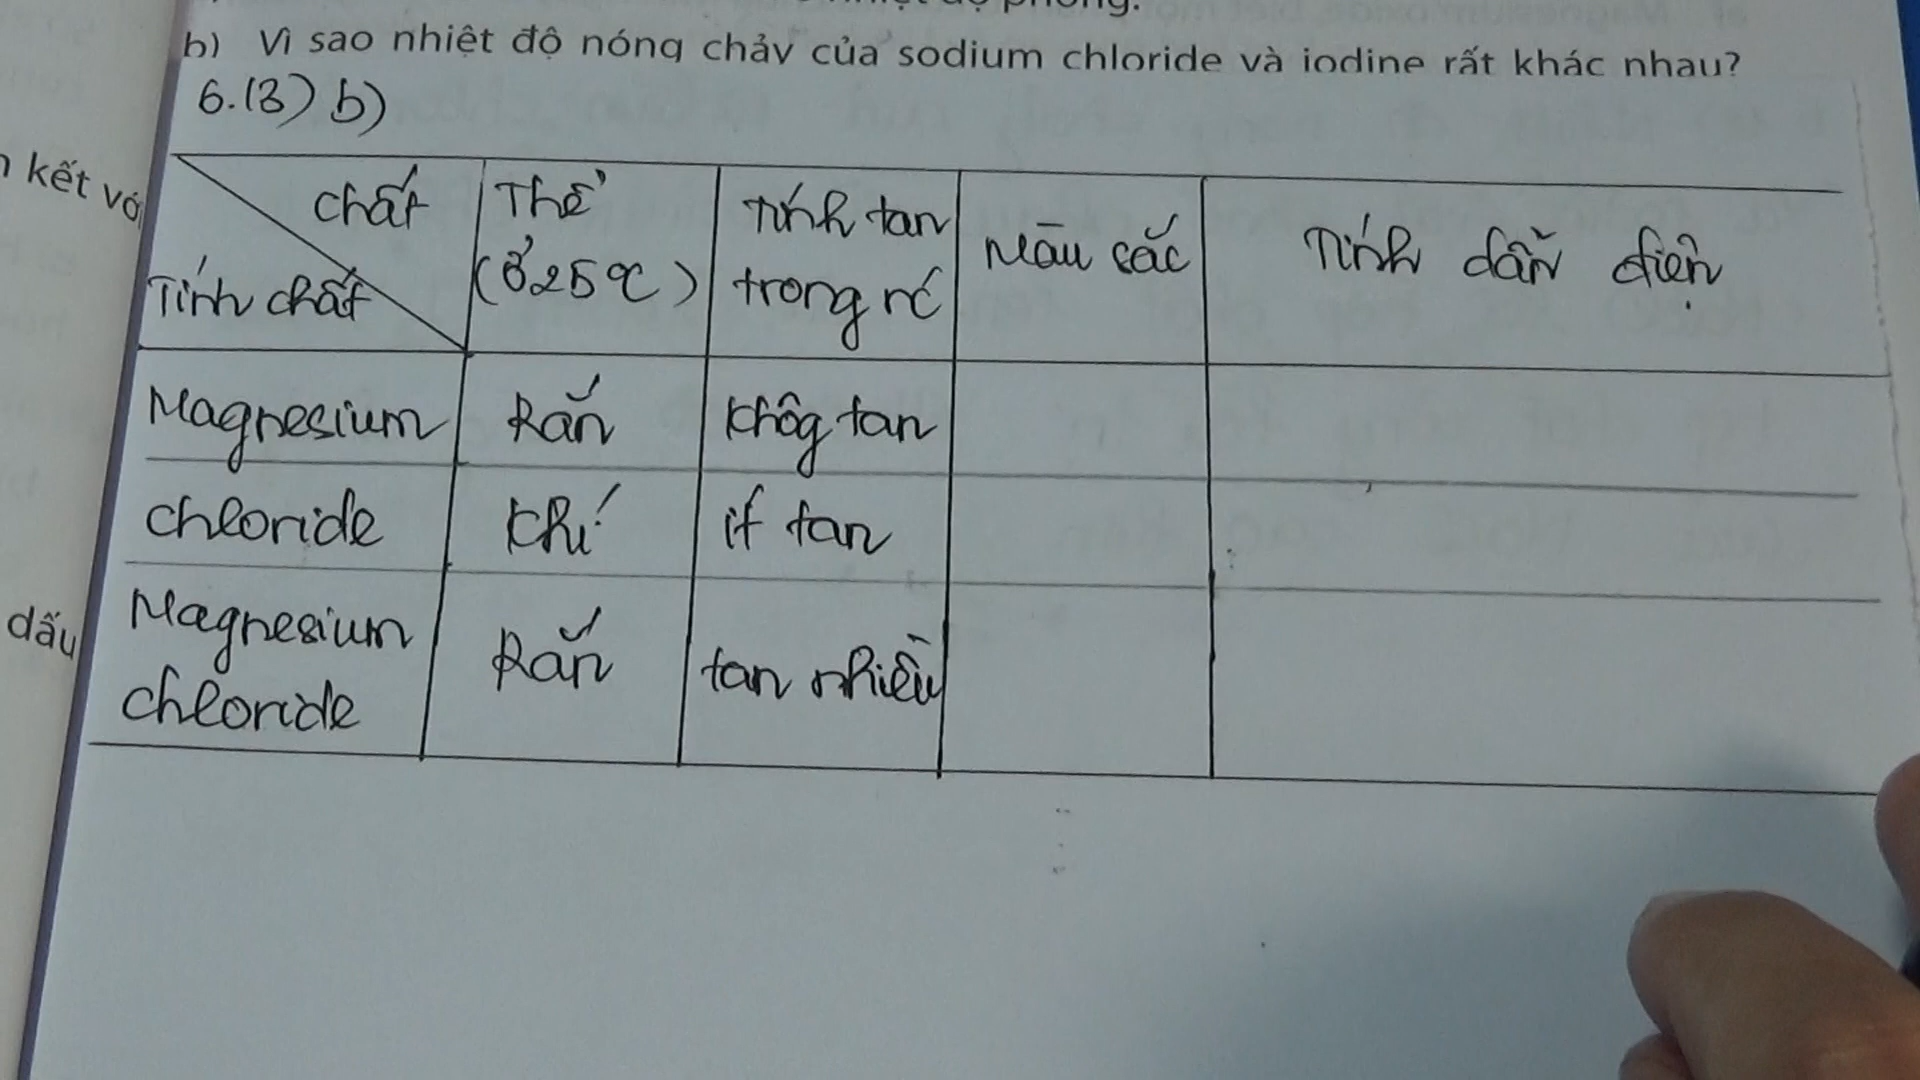 b) Vì sao nhiệt độ nóng chảy của sodium chloride và iodine rất khác nhau?
6.13) b)
n kết vớ
Chất
Tính chất
Thể
(ở 25°C)
Tính tan
trong nć
Màu sắc
Tính dẫn điện
Magnesium
Rắn
Khôg tan
chloride
Khí
ít tan
dấu
Magnesium
chloride
Rắn
tan nhiều